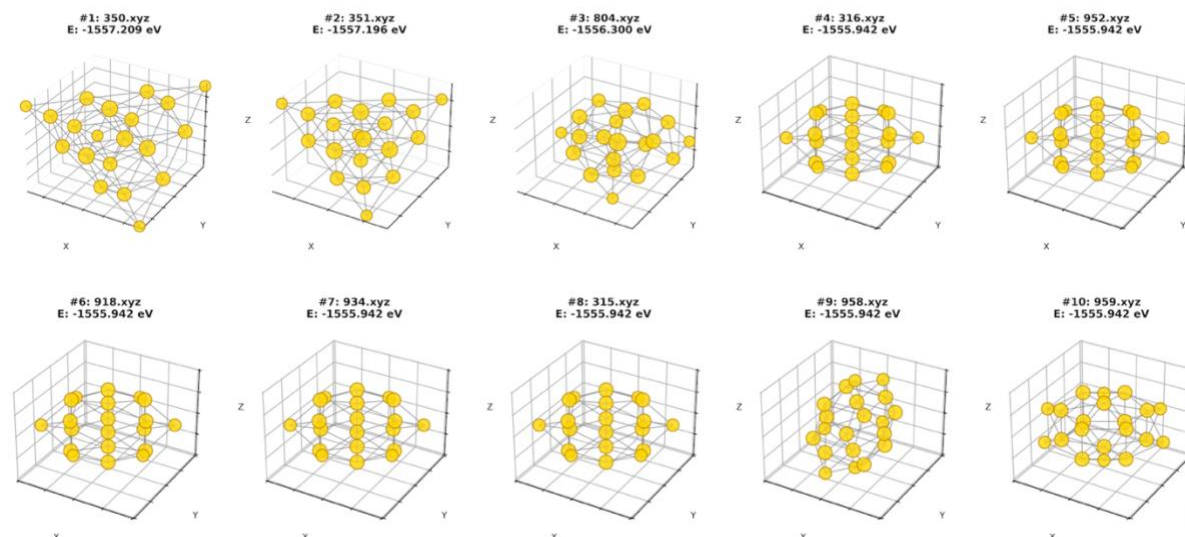 #1: 350.xyz
E: -1557.209 eV
#2: 351.xyz
E: -1557.196 eV
#3: 804.xyz
E: -1556.300 eV
#4: 316.xyz
E: -1555.942 eV
#5: 952.xyz
E: -1555.942 eV
Z
Z
Z
Z
Y
Y
Y
Y
Y
X
X
X
X
X
#6: 918.xyz
E: -1555.942 eV
#7: 934.xyz
E: -1555.942 eV
#8: 315.xyz
E: -1555.942 eV
#9: 958.xyz
E: -1555.942 eV
#10: 959.xyz
E: -1555.942 eV
Z
Z
Z
Z
Y
Y
Y
Y
Y